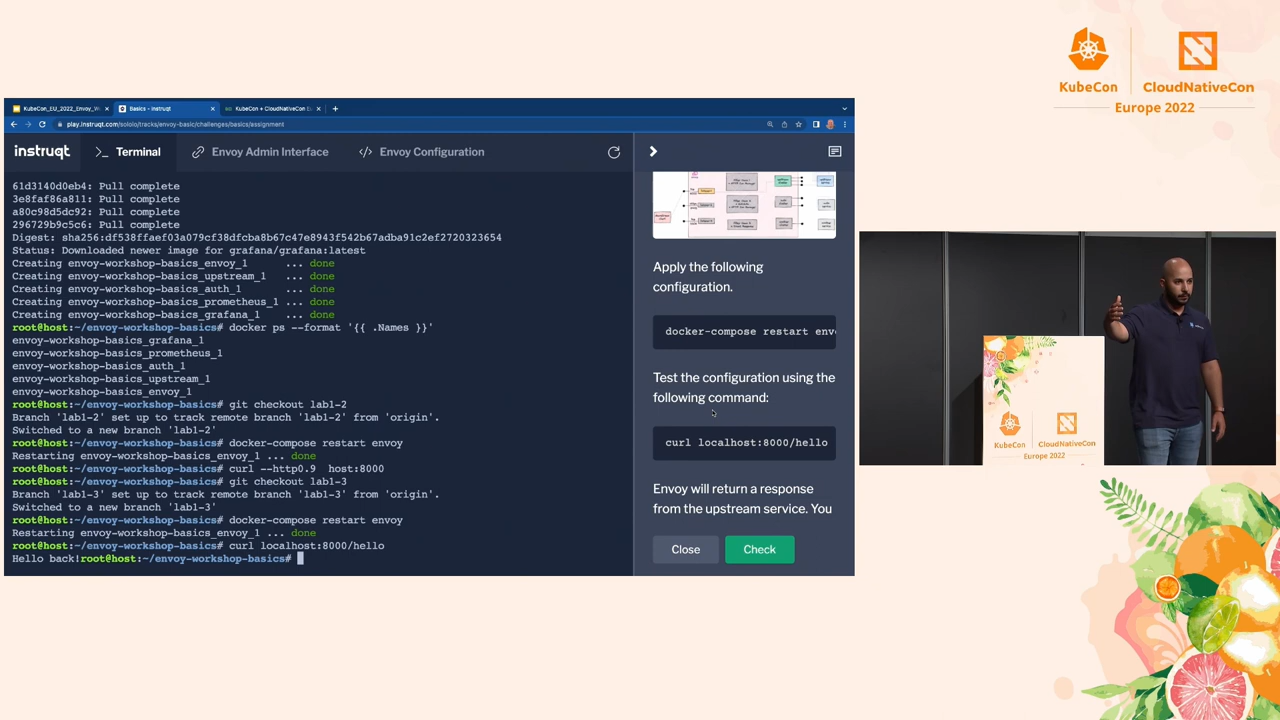 KubeCon
CloudNativeCon
Europe 2022
KubeCon_EU_2022_Envoy_W
Basics - Instruqt
KubeCon + CloudNativeCon
play.instruqt.com/soloio/tracks/envoy-basic/challenges/basics/assignment
instruqt
>_ Terminal
Envoy Admin Interface
</> Envoy Configuration
61d3140d0eb4: Pull complete
3e8faf86a811: Pull complete
Status: Downloaded newer image for grafana/grafana:latest
Creating envoy-workshop-basics_envoy_1 ... done
Creating envoy-workshop-basics_upstream_1 ... done
Creating envoy-workshop-basics_auth_1 ... done
Creating envoy-workshop-basics_prometheus_1 ... done
Creating envoy-workshop-basics_grafana_1 ... done
root@host:~/envoy-workshop-basics# docker ps --format '{{ .Names }}'
envoy-workshop-basics_grafana_1
envoy-workshop-basics_prometheus_1
envoy-workshop-basics_auth_1
envoy-workshop-basics_upstream_1
envoy-workshop-basics_envoy_1
root@host:~/envoy-workshop-basics# git checkout lab1-2
Branch 'lab1-2' set up to track remote branch 'lab1-2' from 'origin'.
Switched to a new branch 'lab1-2'
root@host:~/envoy-workshop-basics# docker-compose restart envoy
Restarting envoy-workshop-basics_envoy_1 ... done
root@host:~/envoy-workshop-basics# curl --http0.9 host:8000
root@host:~/envoy-workshop-basics# git checkout lab1-3
Branch 'lab1-3' set up to track remote branch 'lab1-3' from 'origin'.
Switched to a new branch 'lab1-3'
root@host:~/envoy-workshop-basics# docker-compose restart envoy
Restarting envoy-workshop-basics_envoy_1 ... done
root@host:~/envoy-workshop-basics# curl localhost:8000/hello
Hello back!root@host:~/envoy-workshop-basics#
Apply the following
configuration.
docker-compose restart env
Test the configuration using the
following command:
curl localhost:8000/hello
Envoy will return a response
from the upstream service. You
Close
Check
KubeCon
CloudNativeCon
Europe 2022